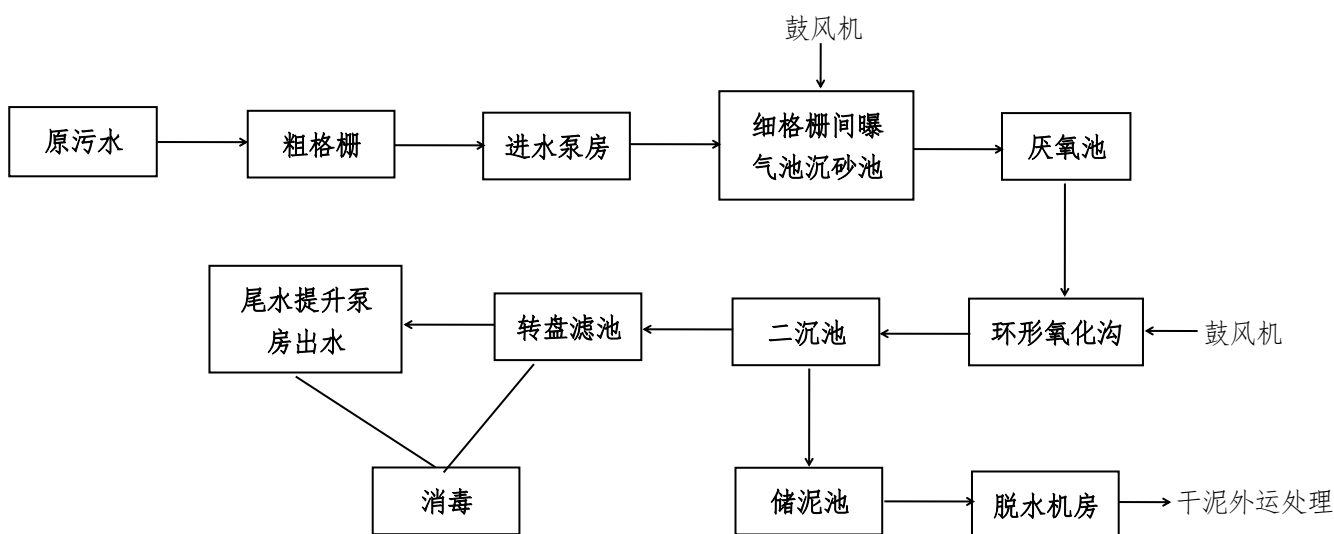 鼓风机
原污水
粗格栅
进水泵房
细格栅间曝
气池沉砂池
厌氧池
尾水提升泵
房出水
转盘滤池
二沉池
环形氧化沟
鼓风机
消毒
储泥池
脱水机房
干泥外运处理